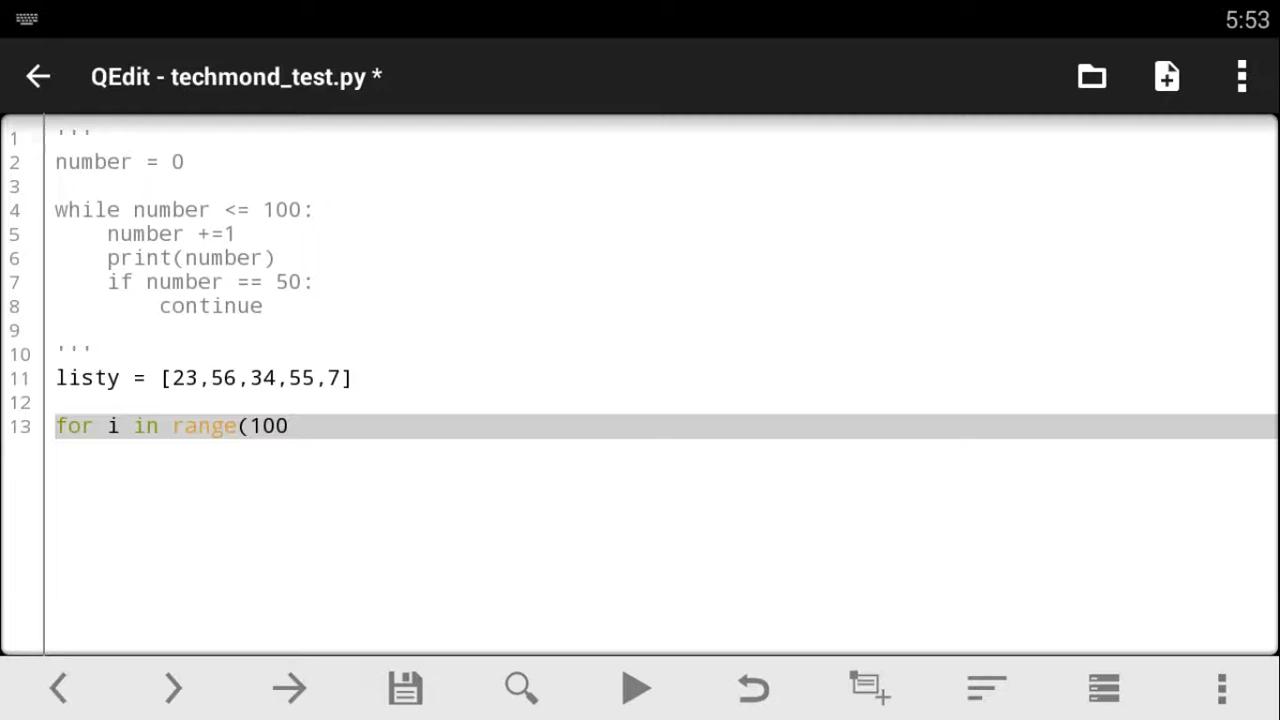 5:53
QEdit - techmond_test.py *
1 '''
2 number = 0
3
4 while number <= 100:
5     number +=1
6     print(number)
7     if number == 50:
8         continue
9
10 '''
11 listy = [23,56,34,55,7]
12
13 for i in range(100